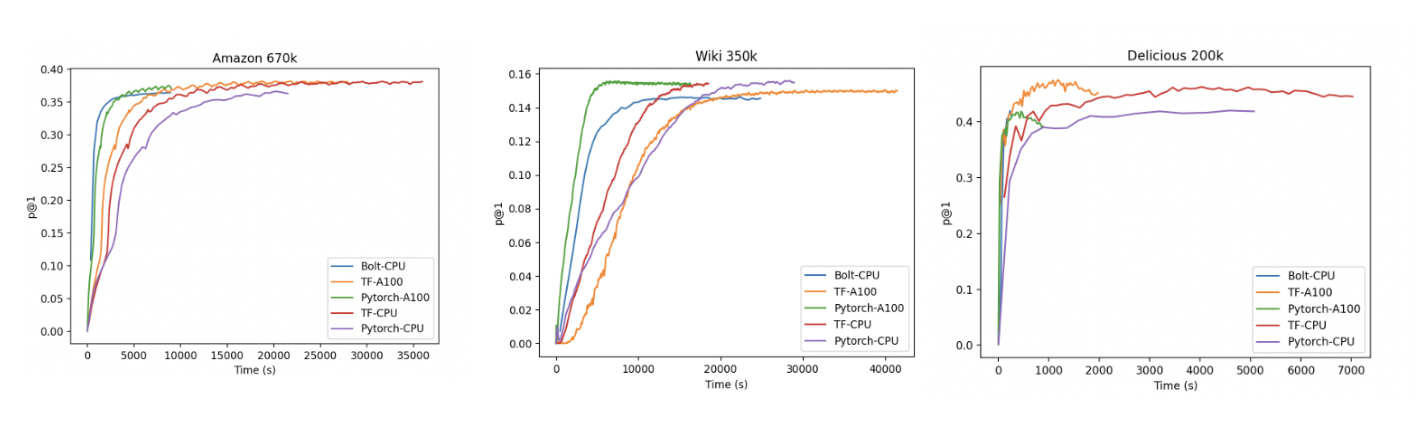 Amazon 670k
p@1
0.40
0.35
0.30
0.25
0.20
0.15
0.10
0.05
0.00
0 5000 10000 15000 20000 25000 30000 35000
Time (s)
Bolt-CPU
TF-A100
Pytorch-A100
TF-CPU
Pytorch-CPU
Wiki 350k
p@1
0.16
0.14
0.12
0.10
0.08
0.06
0.04
0.02
0.00
0 10000 20000 30000 40000
Time (s)
Bolt-CPU
TF-A100
Pytorch-A100
TF-CPU
Pytorch-CPU
Delicious 200k
p@1
0.4
0.3
0.2
0.1
0.0
0 1000 2000 3000 4000 5000 6000 7000
Time (s)
Bolt-CPU
TF-A100
Pytorch-A100
TF-CPU
Pytorch-CPU